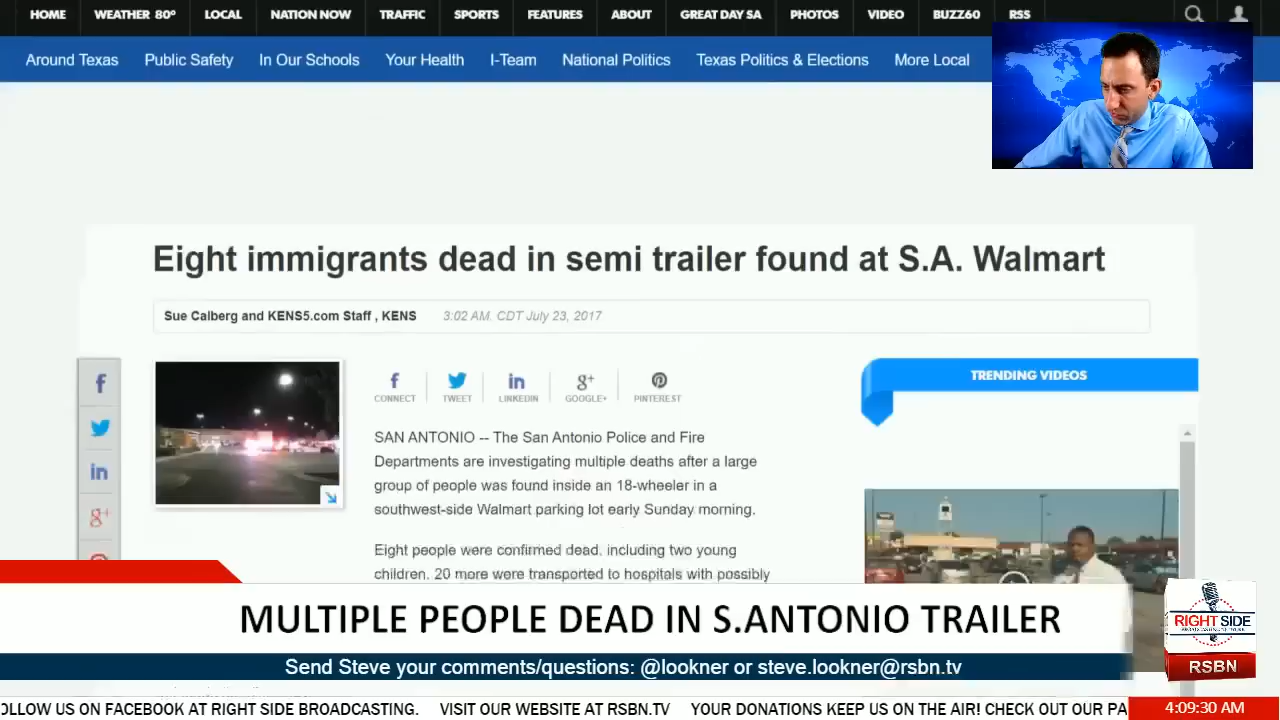 HOME WEATHER 80º LOCAL NATION NOW TRAFFIC SPORTS FEATURES ABOUT GREAT DAY SA PHOTOS VIDEO BUZZ60 RSS
Around Texas Public Safety In Our Schools Your Health I-Team National Politics Texas Politics & Elections More Local
Eight immigrants dead in semi trailer found at S.A. Walmart
Sue Calberg and KENS5.com Staff , KENS 3:02 AM. CDT July 23, 2017
CONNECT TWEET LINKEDIN GOOGLE+ PINTEREST
TRENDING VIDEOS
SAN ANTONIO -- The San Antonio Police and Fire
Departments are investigating multiple deaths after a large
group of people was found inside an 18-wheeler in a
southwest-side Walmart parking lot early Sunday morning.
Eight people were confirmed dead, including two young
children. 20 more were transported to hospitals with possibly
MULTIPLE PEOPLE DEAD IN S.ANTONIO TRAILER
RIGHT SIDE
RSBN
Send Steve your comments/questions: @lookner or steve.lookner@rsbn.tv
OLLOW US ON FACEBOOK AT RIGHT SIDE BROADCASTING. VISIT OUR WEBSITE AT RSBN.TV YOUR DONATIONS KEEP US ON THE AIR! CHECK OUT OUR PA
4:09:30 AM